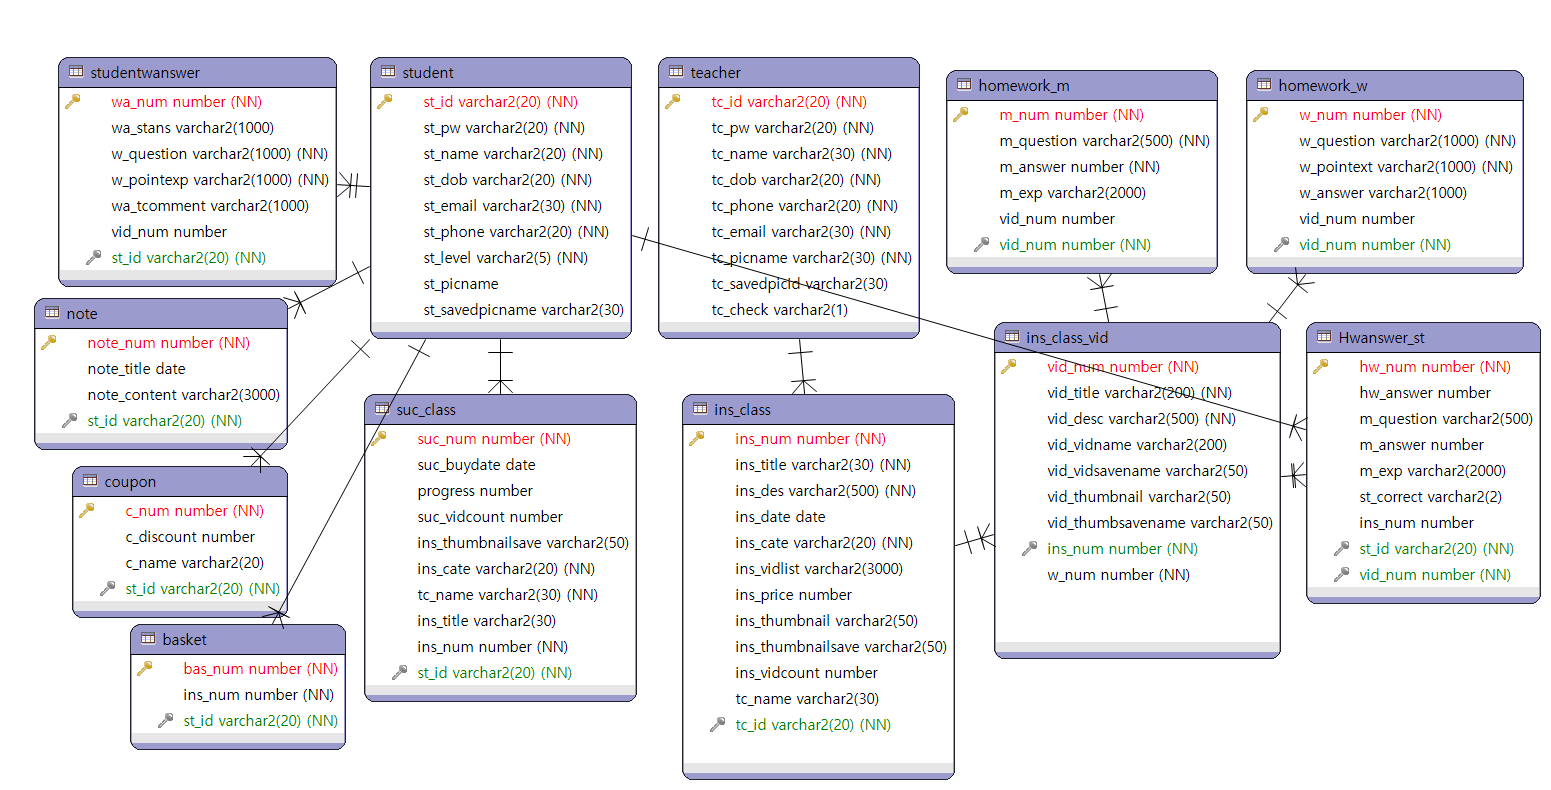 studentwanswer
wa_num number (NN)
wa_stans varchar2(1000)
w_question varchar2(1000) (NN)
w_pointexp varchar2(1000) (NN)
wa_tcomment varchar2(1000)
vid_num number
st_id varchar2(20) (NN)
student
st_id varchar2(20) (NN)
st_pw varchar2(20) (NN)
st_name varchar2(20) (NN)
st_dob varchar2(20) (NN)
st_email varchar2(30) (NN)
st_phone varchar2(20) (NN)
st_level varchar2(5) (NN)
st_picname
st_savedpicname varchar2(30)
teacher
tc_id varchar2(20) (NN)
tc_pw varchar2(20) (NN)
tc_name varchar2(30) (NN)
tc_dob varchar2(20) (NN)
tc_phone varchar2(20) (NN)
tc_email varchar2(30) (NN)
tc_picname varchar2(30) (NN)
tc_savedpicId varchar2(30)
tc_check varchar2(1)
homework_m
m_num number (NN)
m_question varchar2(500) (NN)
m_answer number (NN)
m_exp varchar2(2000)
vid_num number
vid_num number (NN)
homework_w
w_num number (NN)
w_question varchar2(1000) (NN)
w_pointext varchar2(1000) (NN)
w_answer varchar2(1000)
vid_num number
vid_num number (NN)
note
note_num number (NN)
note_title date
note_content varchar2(3000)
st_id varchar2(20) (NN)
coupon
c_num number (NN)
c_discount number
c_name varchar2(20)
st_id varchar2(20) (NN)
basket
bas_num number (NN)
ins_num number (NN)
st_id varchar2(20) (NN)
suc_class
suc_num number (NN)
suc_buydate date
progress number
suc_vidcount number
ins_thumbnailsave varchar2(50)
ins_cate varchar2(20) (NN)
tc_name varchar2(30) (NN)
ins_title varchar2(30)
ins_num number (NN)
st_id varchar2(20) (NN)
ins_class
ins_num number (NN)
ins_title varchar2(30) (NN)
ins_des varchar2(500) (NN)
ins_date date
ins_cate varchar2(20) (NN)
ins_vidlist varchar2(3000)
ins_price number
ins_thumbnail varchar2(50)
ins_thumbnailsave varchar2(50)
ins_vidcount number
tc_name varchar2(30)
tc_id varchar2(20) (NN)
ins_class_vid
vid_num number (NN)
vid_title varchar2(200) (NN)
vid_desc varchar2(500) (NN)
vid_vidname varchar2(200)
vid_vidsavename varchar2(50)
vid_thumbnail varchar2(50)
vid_thumbsavename varchar2(50)
ins_num number (NN)
w_num number (NN)
Hwanswer_st
hw_num number (NN)
hw_answer number
m_question varchar2(500)
m_answer number
m_exp varchar2(2000)
st_correct varchar2(2)
ins_num number
st_id varchar2(20) (NN)
vid_num number (NN)